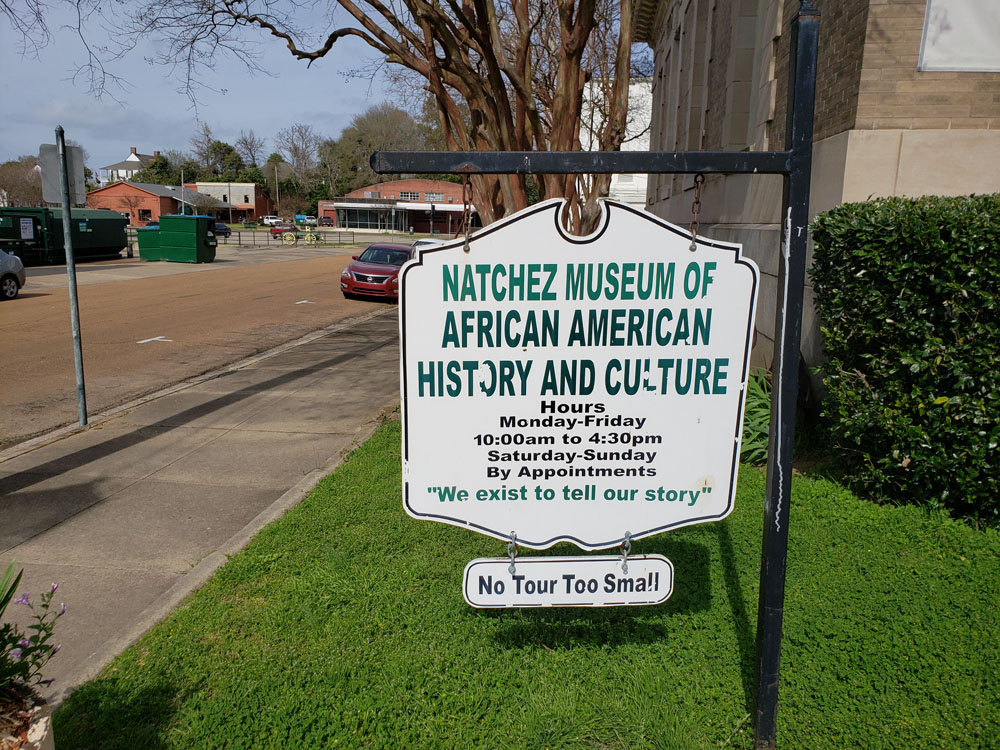 NATCHEZ MUSEUM OF
AFRICAN AMERICAN
HISTORY AND CULTURE
Hours
Monday-Friday
10:00am to 4:30pm
Saturday-Sunday
By Appointments
"We exist to tell our story"
No Tour Too Small